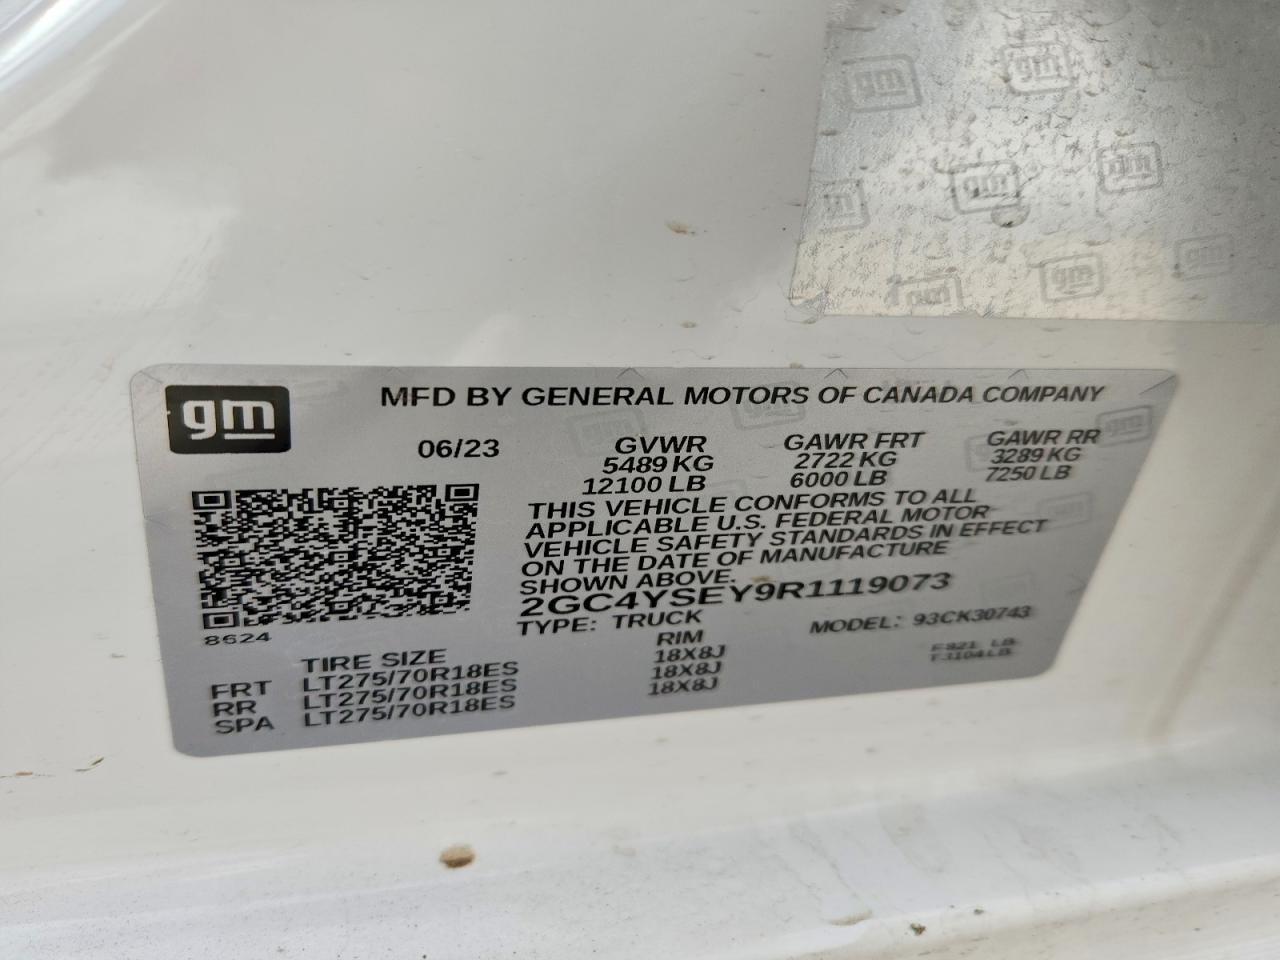 gm
MFD BY GENERAL MOTORS OF CANADA COMPANY
06/23 GVWR GAWR FRT GAWR RR
5489 KG 2722 KG 3289 KG
12100 LB 6000 LB 7250 LB
THIS VEHICLE CONFORMS TO ALL
APPLICABLE U.S. FEDERAL MOTOR
VEHICLE SAFETY STANDARDS IN EFFECT
ON THE DATE OF MANUFACTURE
SHOWN ABOVE.
2GC4YSEY9R1119073
TYPE: TRUCK MODEL: 93CK30743
8624
TIRE SIZE RIM
FRT LT275/70R18ES 18X8J
RR LT275/70R18ES 18X8J
SPA LT275/70R18ES 18X8J
F3104LB